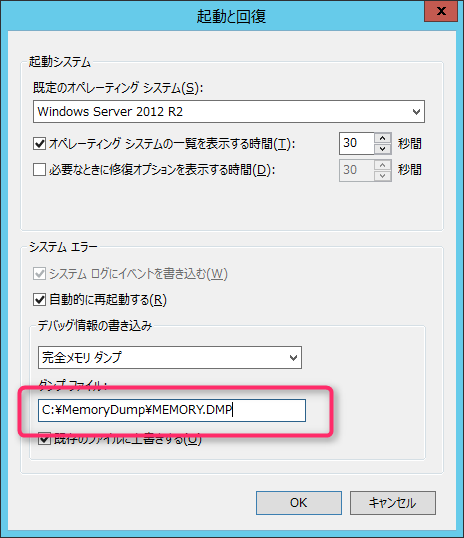 起動と回復
x
起動システム
既定のオペレーティング システム(S):
Windows Server 2012 R2
オペレーティング システムの一覧を表示する時間(T): 30 秒間
必要なときに修復オプションを表示する時間(D): 30 秒間
システム エラー
システム ログにイベントを書き込む(W)
自動的に再起動する(R)
デバッグ情報の書き込み
完全メモリ ダンプ
ダンプ ファイル:
C:¥MemoryDump¥MEMORY.DMP
既存のファイルに上書きする(O)
OK キャンセル